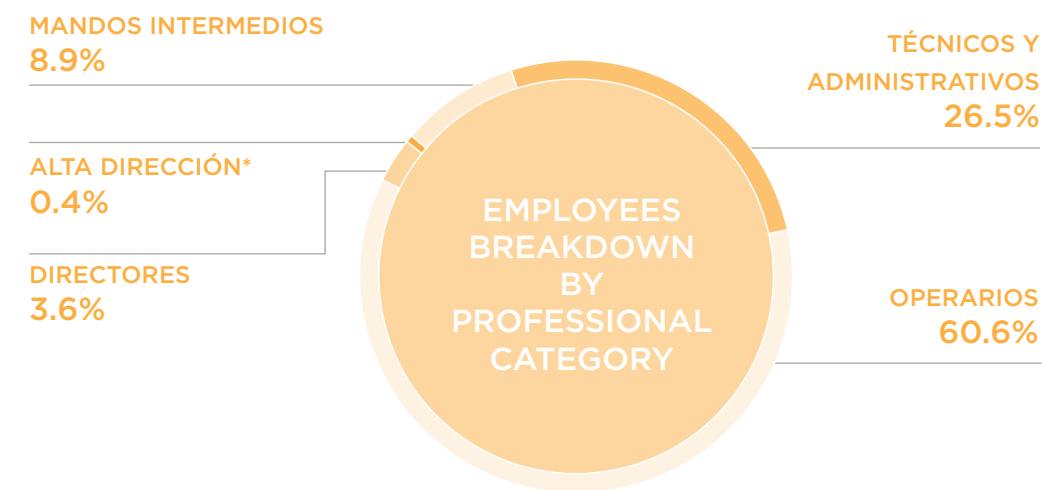 MANDOS INTERMEDIOS
8.9%
ALTA DIRECCIÓN*
0.4%
DIRECTORES
3.6%
EMPLOYEES
BREAKDOWN
BY
PROFESSIONAL
CATEGORY
TÉCNICOS Y
ADMINISTRATIVOS
26.5%
OPERARIOS
60.6%